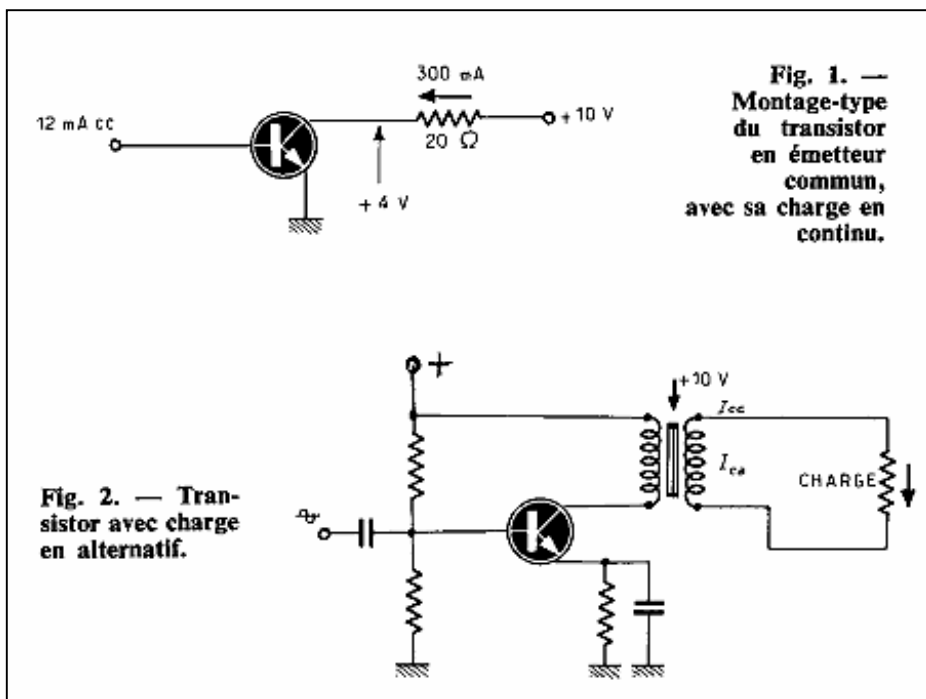 300 mA
12 mA cc
20 Ω
+ 10 V
+ 4 V
Fig. 1. —
Montage-type
du transistor
en émetteur
commun,
avec sa charge en
continu.
+
+10 V
Icc
Ica
CHARGE
Fig. 2. — Tran-
sistor avec charge
en alternatif.